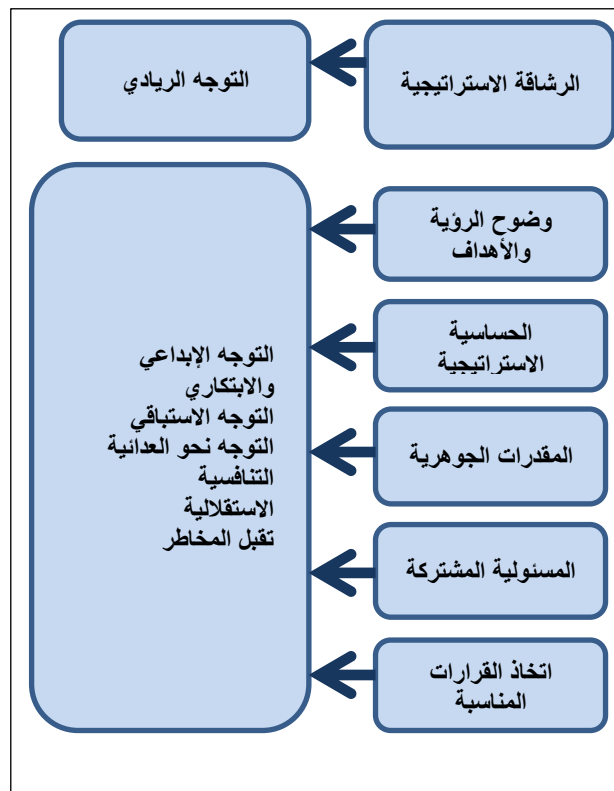 الرشاقة الاستراتيجية
التوجه الريادي
وضوح الرؤية
والأهداف
الحساسية
الاستراتيجية
المقدرات الجوهرية
المسئولية المشتركة
اتخاذ القرارات
المناسبة
التوجه الإبداعي
والابتكاري
التوجه الاستباقي
التوجه نحو العدائية
التنافسية
الاستقلالية
تقبل المخاطر